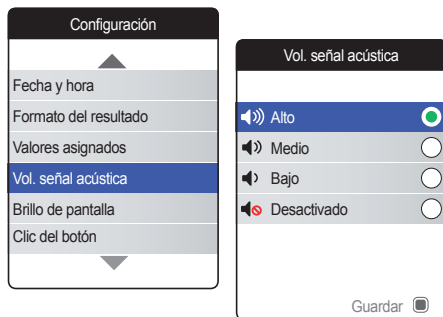 Configuración
Fecha y hora
Formato del resultado
Valores asignados
Vol. señal acústica
Brillo de pantalla
Clic del botón
Vol. señal acústica
Alto
Medio
Bajo
Desactivado
Guardar